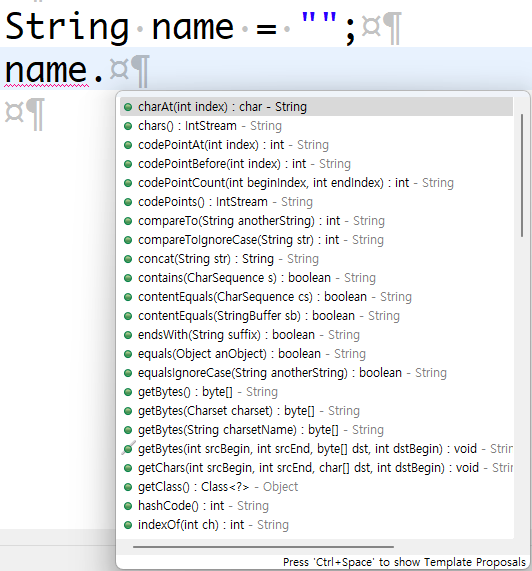 String name = "";¤¶
name.¤¶
¤¶
charAt(int index) : char - String
chars() : IntStream - String
codePointAt(int index) : int - String
codePointBefore(int index) : int - String
codePointCount(int beginIndex, int endIndex) : int - String
codePoints() : IntStream - String
compareTo(String anotherString) : int - String
compareToIgnoreCase(String str) : int - String
concat(String str) : String - String
contains(CharSequence s) : boolean - String
contentEquals(CharSequence cs) : boolean - String
contentEquals(StringBuffer sb) : boolean - String
endsWith(String suffix) : boolean - String
equals(Object anObject) : boolean - String
equalsIgnoreCase(String anotherString) : boolean - String
getBytes() : byte[] - String
getBytes(Charset charset) : byte[] - String
getBytes(String charsetName) : byte[] - String
getBytes(int srcBegin, int srcEnd, byte[] dst, int dstBegin) : void - Strin
getChars(int srcBegin, int srcEnd, char[] dst, int dstBegin) : void - Strin
getClass() : Class<?> - Object
hashCode() : int - String
indexOf(int ch) : int - String
Press 'Ctrl+Space' to show Template Proposals